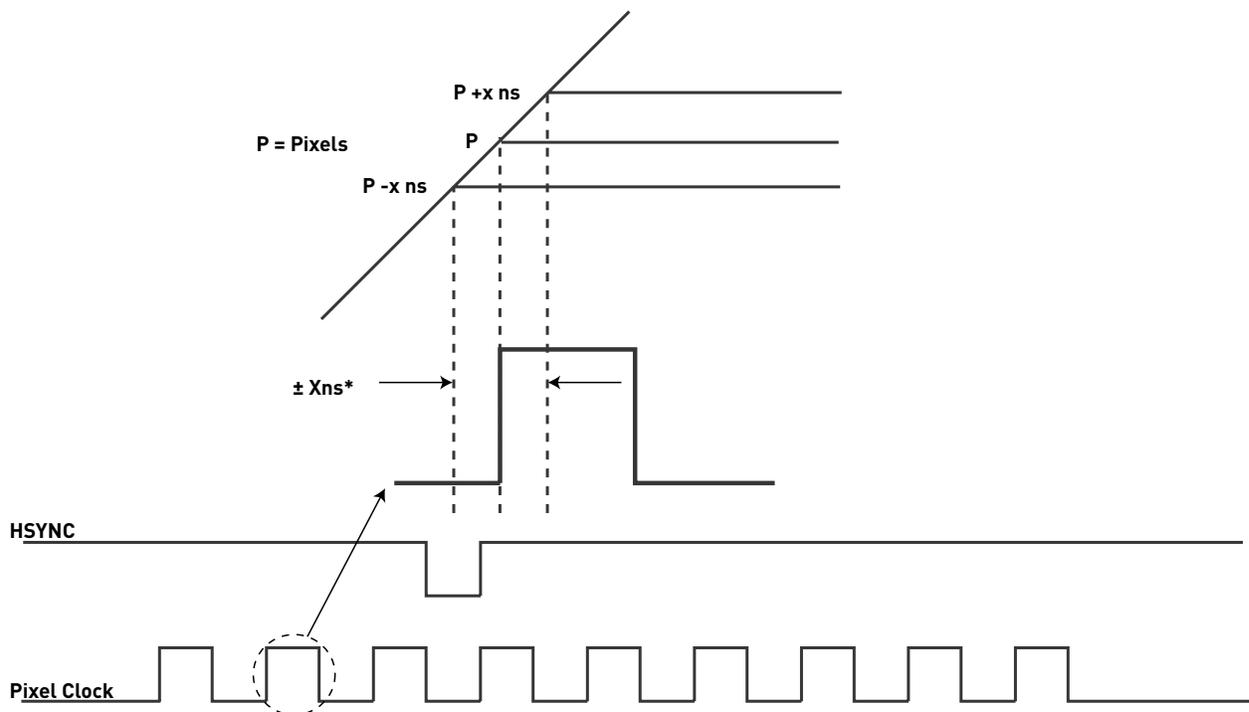 P +x ns
P
P = Pixels
P -x ns
± Xns*
HSYNC
Pixel Clock